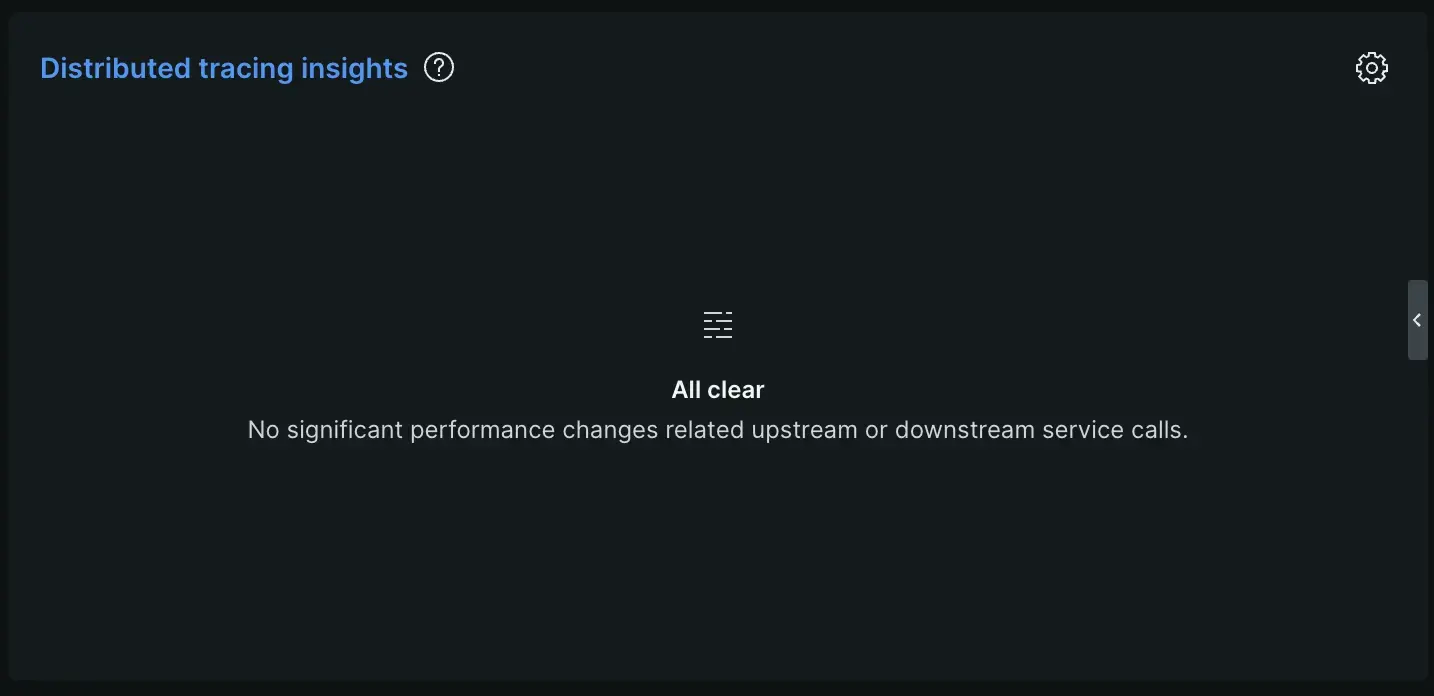 Distributed tracing insights ?
All clear
No significant performance changes related upstream or downstream service calls.